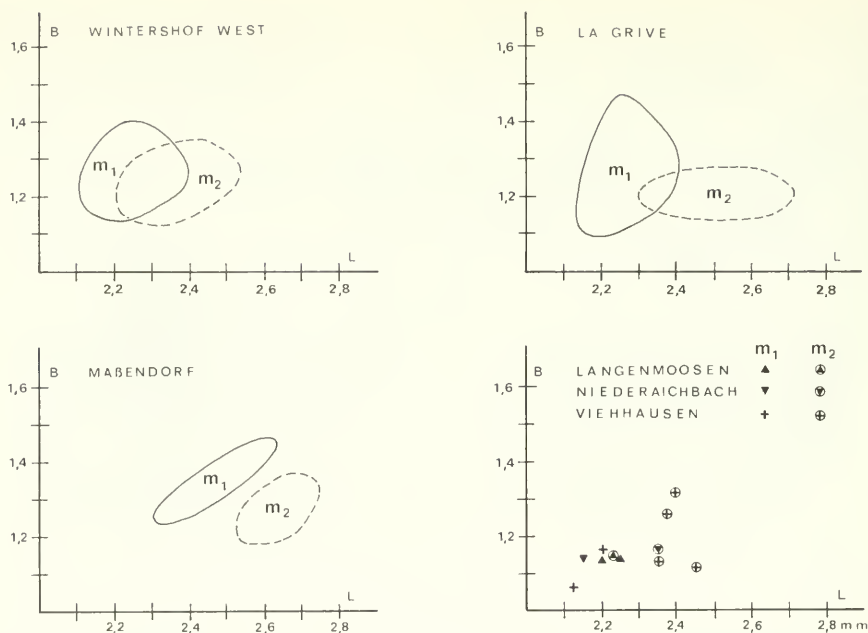 B WINTERSHOF WEST
1,6
1,4
1,2
m1
m2
L
2,2 2,4 2,6 2,8
B LA GRIVE
1,6
1,4
1,2
m1
m2
L
2,2 2,4 2,6 2,8
B MAßENDORF
1,6
1,4
1,2
m1
m2
L
2,2 2,4 2,6 2,8
m1 m2
B LANGENMOOSEN
NIEDERAICHBACH
VIEHHAUSEN
1,6
1,4
1,2
L
2,2 2,4 2,6 2,8 mm